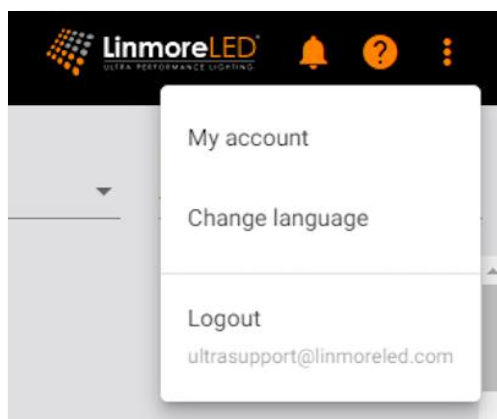 LinmoreLED
ULTRA PERFORMANCE LIGHTING
?
My account
Change language
Logout
ultrasupport@linmoreled.com